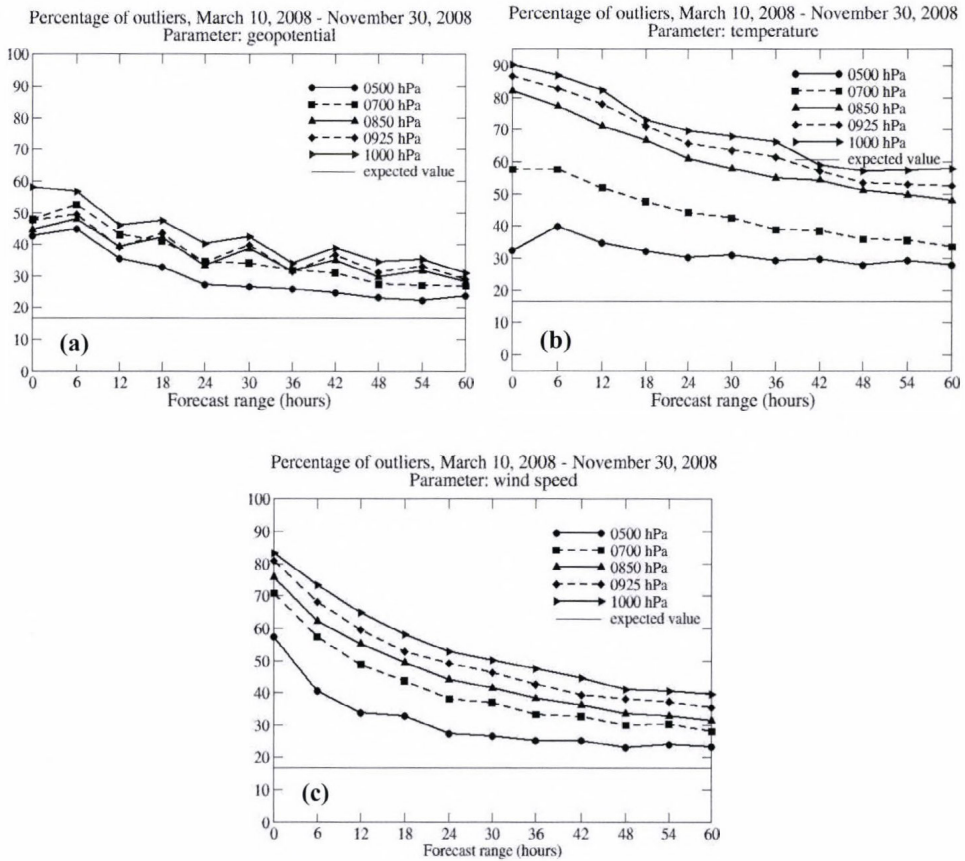 Percentage of outliers, March 10, 2008 - November 30, 2008
Parameter: geopotential
100
90
80
70
60
50
40
30
20
10
0
0500 hPa
0700 hPa
0850 hPa
0925 hPa
1000 hPa
expected value
(a)
0 6 12 18 24 30 36 42 48 54 60
Forecast range (hours)
Percentage of outliers, March 10, 2008 - November 30, 2008
Parameter: temperature
90
80
70
60
50
40
30
20
10
0
0500 hPa
0700 hPa
0850 hPa
0925 hPa
1000 hPa
expected value
(b)
0 6 12 18 24 30 36 42 48 54 60
Forecast range (hours)
Percentage of outliers, March 10, 2008 - November 30, 2008
Parameter: wind speed
100
90
80
70
60
50
40
30
20
10
0
0500 hPa
0700 hPa
0850 hPa
0925 hPa
1000 hPa
expected value
(c)
0 6 12 18 24 30 36 42 48 54 60
Forecast range (hours)